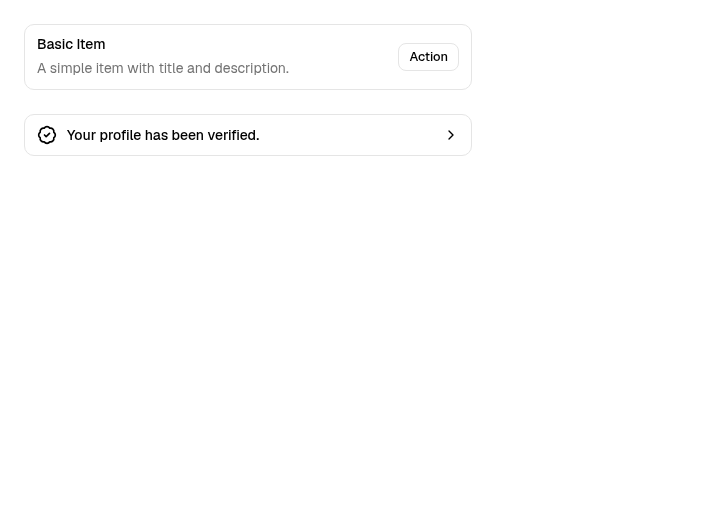 Basic Item
A simple item with title and description.
Action
Your profile has been verified.